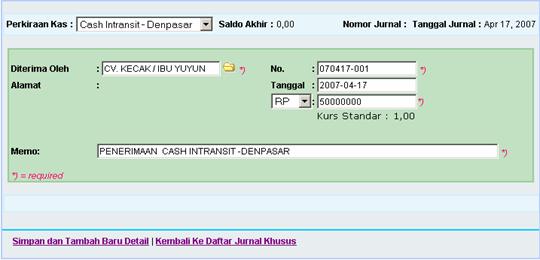 Perkiraan Kas : Cash Intransit - Denpasar Saldo Akhir : 0,00 Nomor Jurnal : Tanggal Jurnal : Apr 17, 2007
Diterima Oleh : CV. KECAK / IBU YUYUN *) No. : 070417-001 *)
Alamat : Tanggal : 2007-04-17
RP : 50000000 *)
Kurs Standar : 1,00
Memo: PENERIMAAN CASH INTRANSIT -DENPASAR *)
*) = required
Simpan dan Tambah Baru Detail | Kembali Ke Daftar Jurnal Khusus